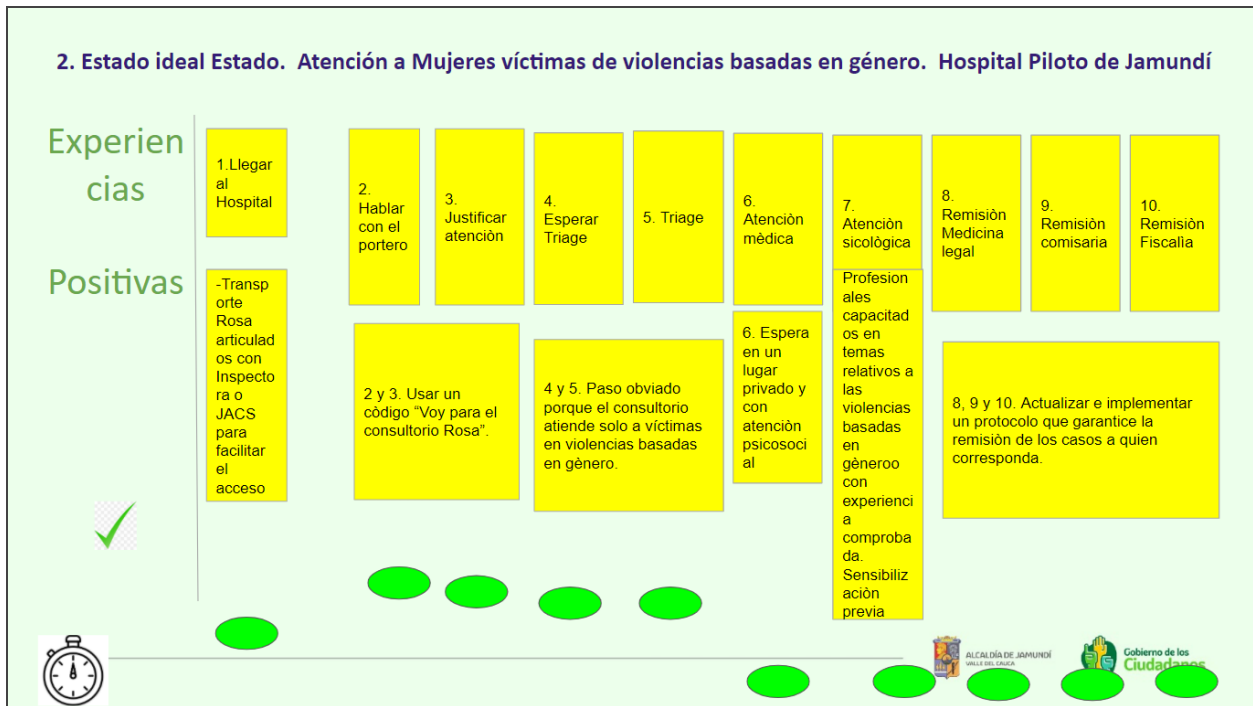 2. Estado ideal Estado.  Atención a Mujeres víctimas de violencias basadas en género.  Hospital Piloto de Jamundí
Experien
cias
Positivas
1.Llegar
al
Hospital
2.
Hablar
con el
portero
3.
Justificar
atenciòn
4.
Esperar
Triage
5. Triage
6.
Atenciòn
mèdica
7.
Atenciòn
sicològica
8.
Remisiòn
Medicina
legal
9.
Remisiòn
comisaria
10.
Remisiòn
Fiscalìa
-Transp
orte
Rosa
articulad
os con
Inspecto
ra o
JACS
para
facilitar
el
acceso
2 y 3. Usar un
còdigo “Voy para el
consultorio Rosa”.
4 y 5. Paso obviado
porque el consultorio
atiende solo a víctimas
en violencias basadas
en gènero.
6. Espera
en un
lugar
privado y
con
atenciòn
psicosoci
al
Profesion
ales
capacitad
os en
temas
relativos a
las
violencias
basadas
en
gèneroo
con
experienci
a
comproba
da.
Sensibiliz
aciòn
previa
8, 9 y 10. Actualizar e implementar
un protocolo que garantice la
remisiòn de los casos a quien
corresponda.
ALCALDÍA DE JAMUNDÍ
VALLE DEL CAUCA
Gobierno de los
Ciudadanos